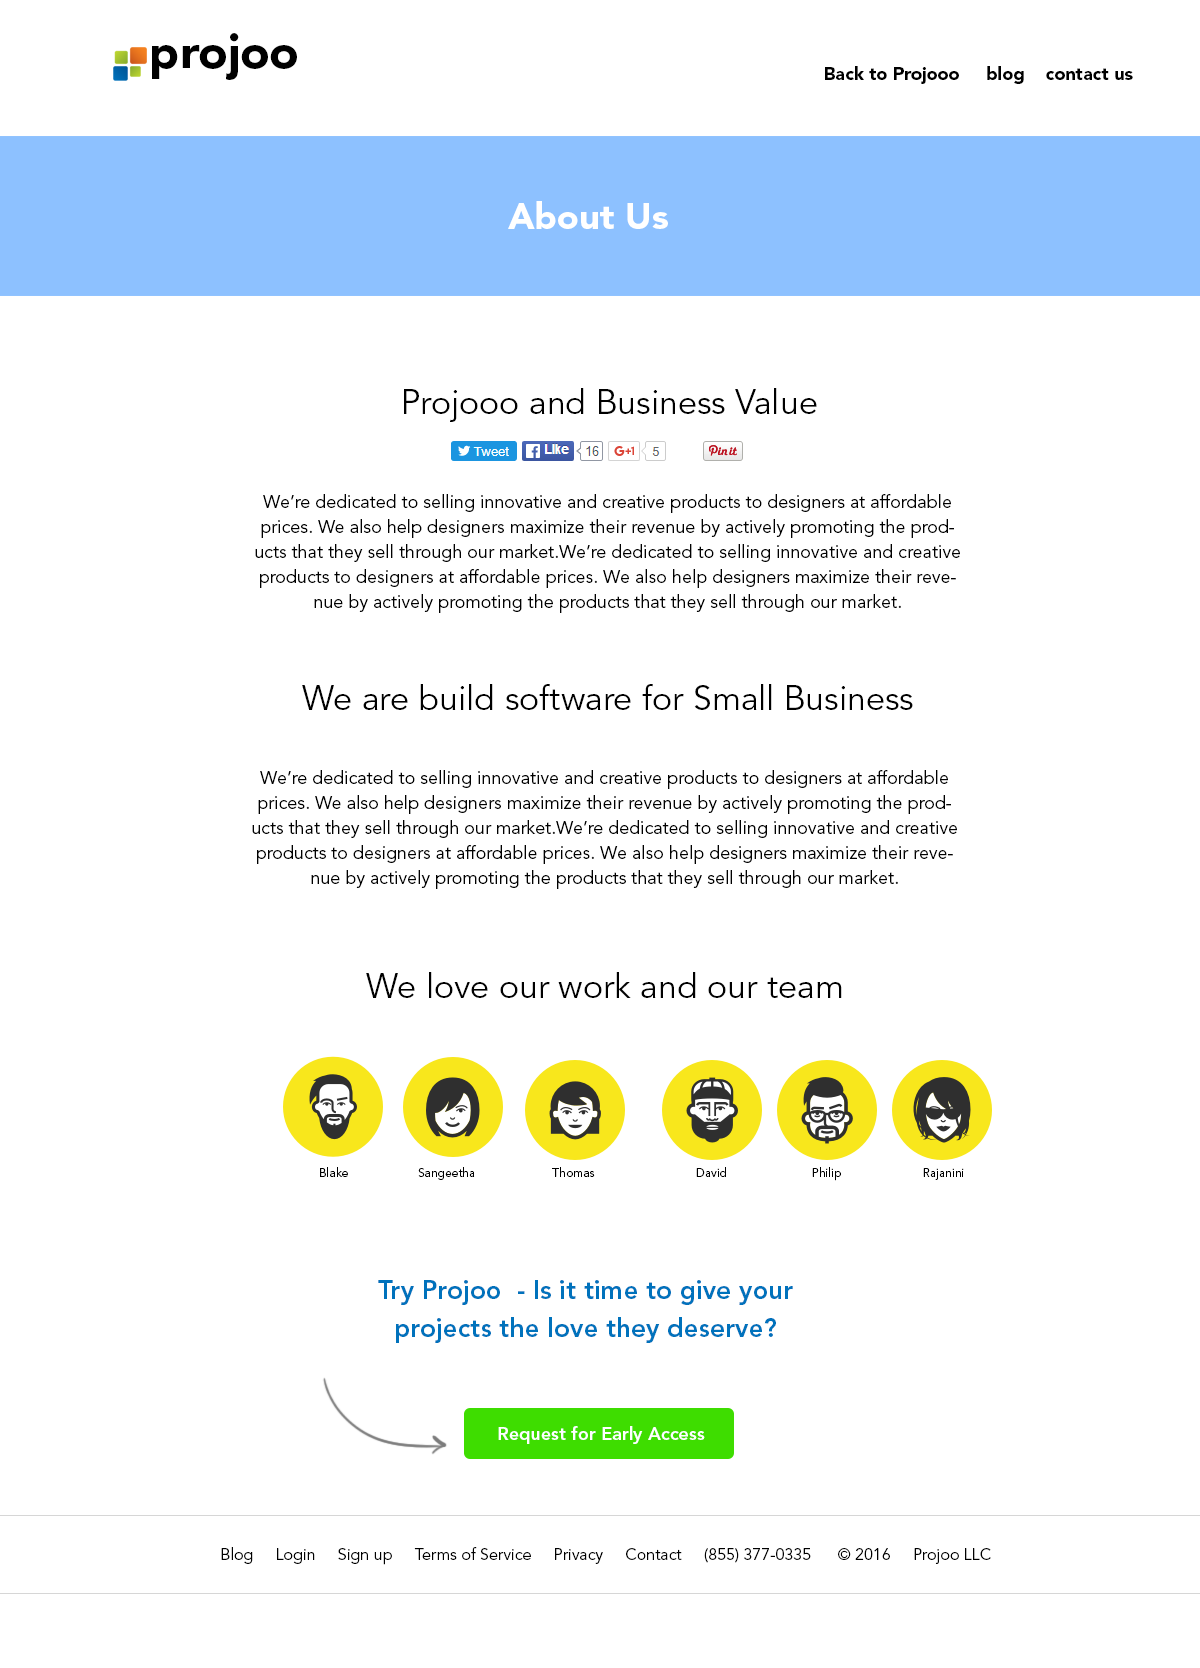 projoo
Back to Projooo blog contact us
About Us
Projooo and Business Value
Tweet Like 16 G+1 5 Pin it
We’re dedicated to selling innovative and creative products to designers at affordable
prices. We also help designers maximize their revenue by actively promoting the prod-
ucts that they sell through our market.We’re dedicated to selling innovative and creative
products to designers at affordable prices. We also help designers maximize their reve-
nue by actively promoting the products that they sell through our market.
We are build software for Small Business
We’re dedicated to selling innovative and creative products to designers at affordable
prices. We also help designers maximize their revenue by actively promoting the prod-
ucts that they sell through our market.We’re dedicated to selling innovative and creative
products to designers at affordable prices. We also help designers maximize their reve-
nue by actively promoting the products that they sell through our market.
We love our work and our team
Blake Sangeetha Thomas David Philip Rajanini
Try Projoo - Is it time to give your
projects the love they deserve?
Request for Early Access
Blog Login Sign up Terms of Service Privacy Contact (855) 377-0335 © 2016 Projoo LLC